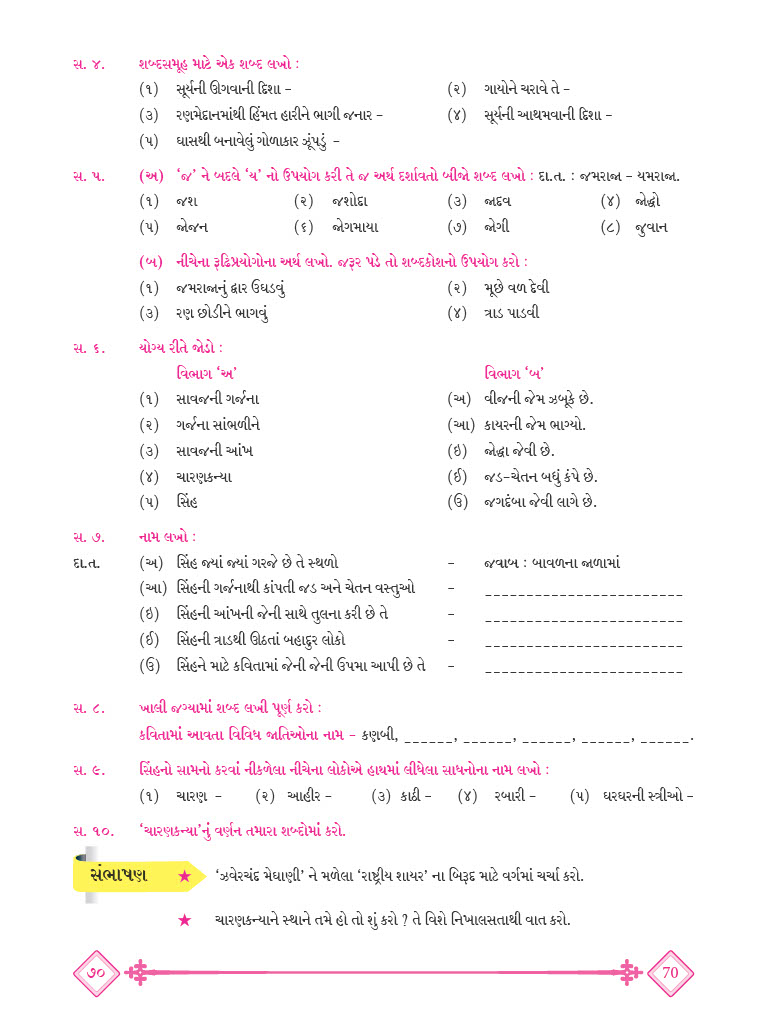 સ. ૪. શબ્દસમૂહ માટે એક શબ્દ લખો :
(૧) સૂર્યની ઊગવાની દિશા – (૨) ગાયોને ચરાવે તે –
(૩) રણમેદાનમાંથી હિંમત હારીને ભાગી જનાર – (૪) સૂર્યની આથમવાની દિશા –
(૫) ઘાસથી બનાવેલું ગોળાકાર ઝૂંપડું –
સ. ૫. (અ) ‘જ’ ને બદલે ‘ય’ નો ઉપયોગ કરી તે જ અર્થ દર્શાવતો બીજો શબ્દ લખો : દા.ત. : જમરાજા – યમરાજા.
(૧) જશ (૨) જશોદા (૩) જાદવ (૪) જોદ્ધો
(૫) જોજન (૬) જોગમાયા (૭) જોગી (૮) જુવાન
(બ) નીચેના રૂઢિપ્રયોગોના અર્થ લખો. જરૂર પડે તો શબ્દકોશનો ઉપયોગ કરો :
(૧) જમરાજાનું દ્વાર ઉઘડવું (૨) મૂછે વળ દેવી
(૩) રણ છોડીને ભાગવું (૪) ત્રાડ પાડવી
સ. ૬. યોગ્ય રીતે જોડો :
વિભાગ ‘અ’ વિભાગ ‘બ’
(૧) સાવજની ગર્જના (અ) વીજની જેમ ઝબૂકે છે.
(૨) ગર્જના સાંભળીને (આ) કાયરની જેમ ભાગ્યો.
(૩) સાવજની આંખ (ઇ) જોદ્ધા જેવી છે.
(૪) ચારણકન્યા (ઈ) જડ-ચેતન બધું કંપે છે.
(૫) સિંહ (ઉ) જગદંબા જેવી લાગે છે.
સ. ૭. નામ લખો :
દા.ત. (અ) સિંહ જ્યાં જ્યાં ગરજે છે તે સ્થળો – જવાબ : બાવળના જાળામાં
(આ) સિંહની ગર્જનાથી કાંપતી જડ અને ચેતન વસ્તુઓ – ________________________
(ઇ) સિંહની આંખની જેની સાથે તુલના કરી છે તે – ________________________
(ઈ) સિંહની ત્રાડથી ઊઠતાં બહાદુર લોકો – ________________________
(ઉ) સિંહને માટે કવિતામાં જેની જેની ઉપમા આપી છે તે – ________________________
સ. ૮. ખાલી જગ્યામાં શબ્દ લખી પૂર્ણ કરો :
કવિતામાં આવતા વિવિધ જાતિઓના નામ – કણબી, ______, ______, ______, ______, ______.
સ. ૯. સિંહનો સામનો કરવાં નીકળેલા નીચેના લોકોએ હાથમાં લીધેલા સાધનોના નામ લખો :
(૧) ચારણ – (૨) આહીર – (૩) કાઠી – (૪) રબારી – (૫) ઘરઘરની સ્ત્રીઓ –
સ. ૧૦. ‘ચારણકન્યા’નું વર્ણન તમારા શબ્દોમાં કરો.
સંભાષણ ★ ‘ઝવેરચંદ મેઘાણી’ ને મળેલા ‘રાષ્ટ્રીય શાયર’ ના બિરૂદ માટે વર્ગમાં ચર્ચા કરો.
★ ચારણકન્યાને સ્થાને તમે હો તો શું કરો ? તે વિશે નિખાલસતાથી વાત કરો.
૭૦ 70